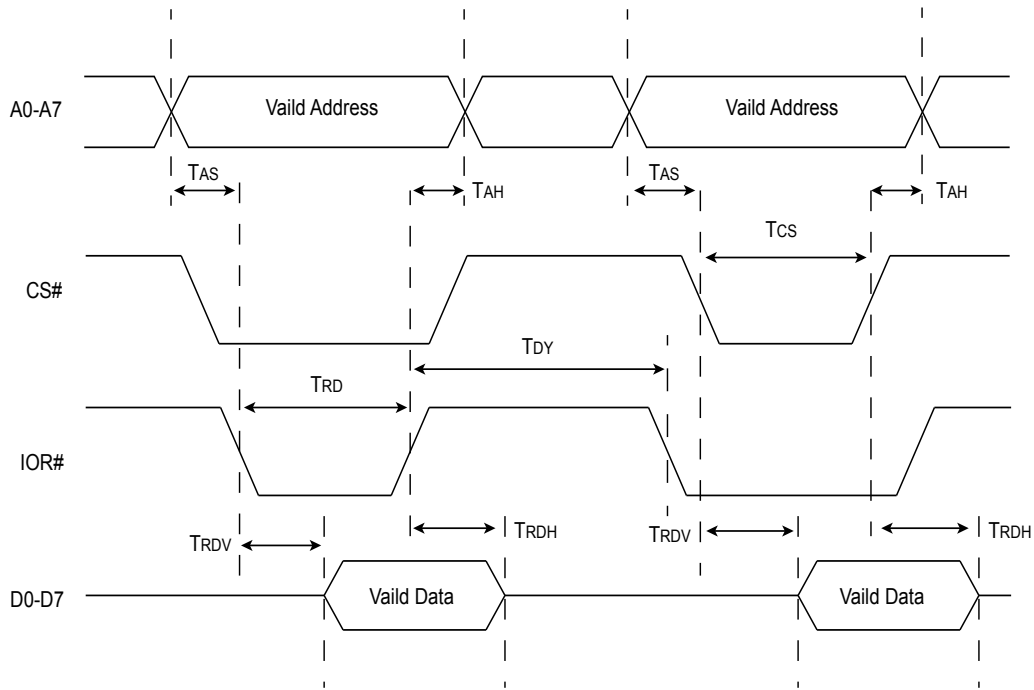 A0-A7
Vaild Address
Vaild Address
TAS
TAH
TAS
TAH
TCS
CS#
TDY
TRD
IOR#
TRDV
TRDH
TRDV
TRDH
D0-D7
Vaild Data
Vaild Data